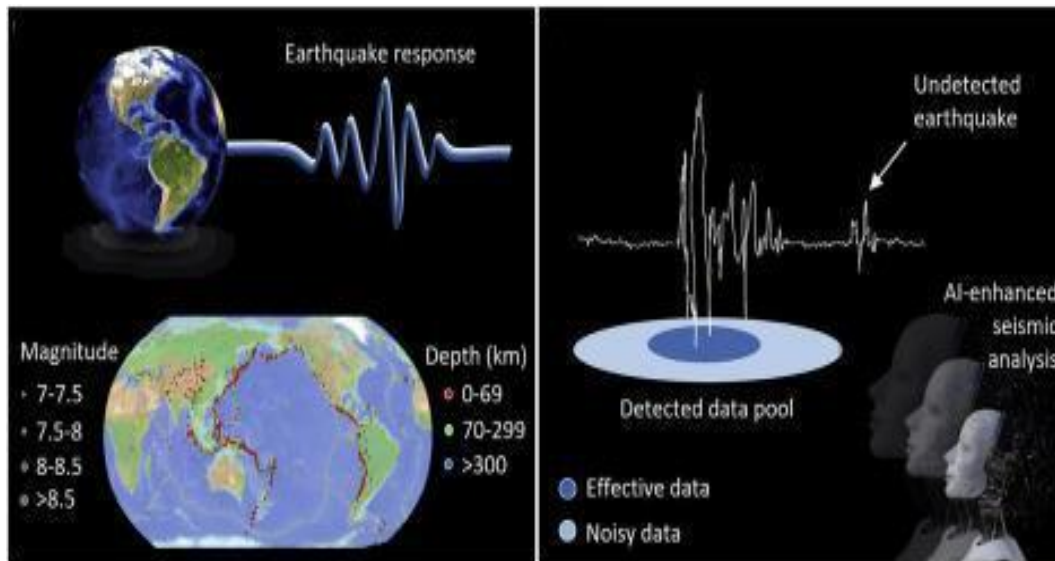 Earthquake response
Magnitude
7-7.5
7.5-8
8-8.5
>8.5
Depth (km)
0-69
70-299
>300
Undetected
earthquake
AI-enhanced
seismic
analysis
Detected data pool
Effective data
Noisy data